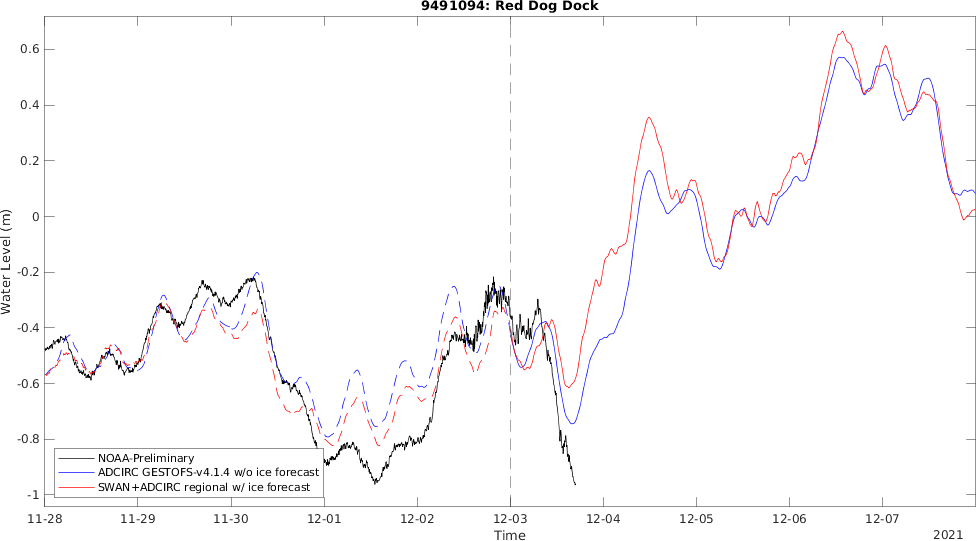 9491094: Red Dog Dock
Water Level (m)
0.6
0.4
0.2
0
-0.2
-0.4
-0.6
-0.8
-1
NOAA-Preliminary
ADCIRC GESTOFS-v4.1.4 w/o ice forecast
SWAN+ADCIRC regional w/ ice forecast
11-28 11-29 11-30 12-01 12-02 12-03 12-04 12-05 12-06 12-07
Time
2021